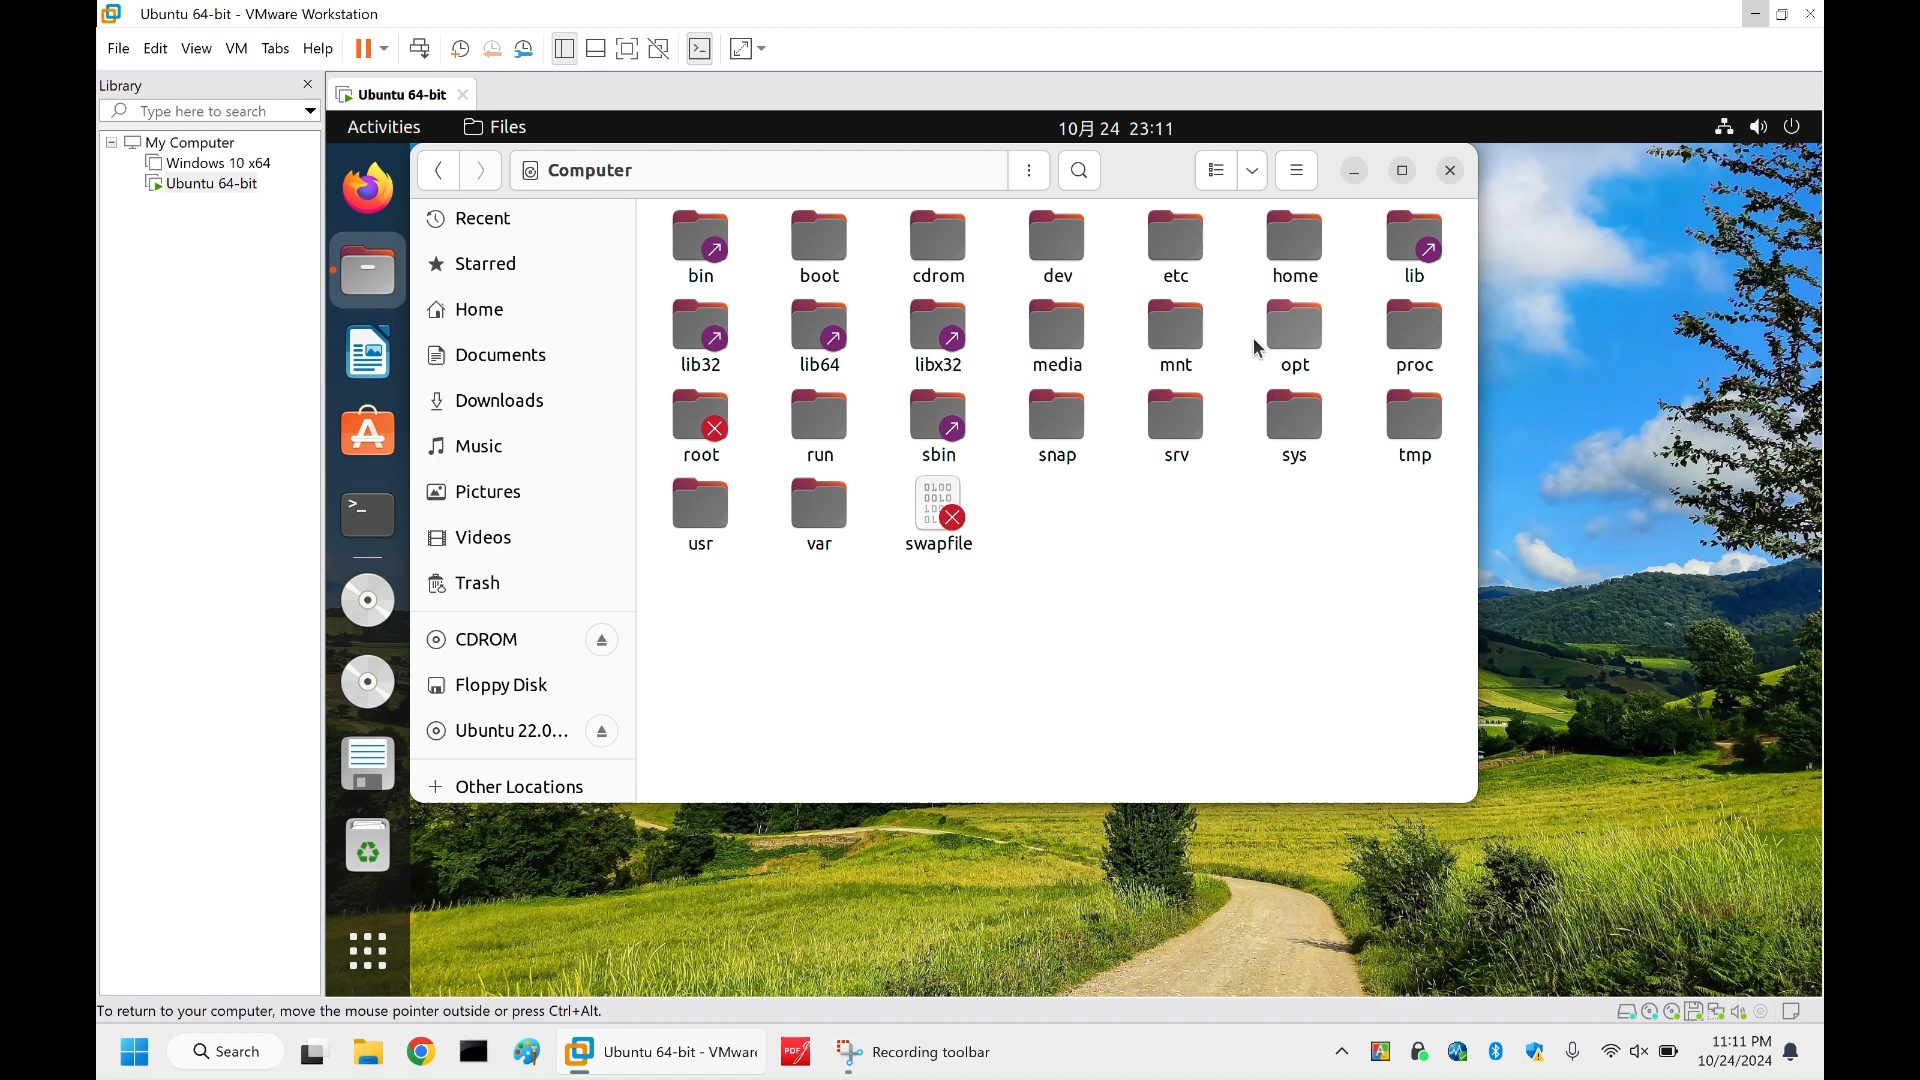 Ubuntu 64-bit - VMware Workstation
File Edit View VM Tabs Help
Library
Type here to search
My Computer
Windows 10 x64
Ubuntu 64-bit
Ubuntu 64-bit
Activities Files 10月 24 23:11
Computer
Recent
Starred
Home
Documents
Downloads
Music
Pictures
Videos
Trash
CDROM
Floppy Disk
Ubuntu 22.0...
Other Locations
bin boot cdrom dev etc home lib
lib32 lib64 libx32 media mnt opt proc
root run sbin snap srv sys tmp
usr var swapfile
To return to your computer, move the mouse pointer outside or press Ctrl+Alt.
Search
Ubuntu 64-bit - VMware
PDF
Recording toolbar
11:11 PM
10/24/2024